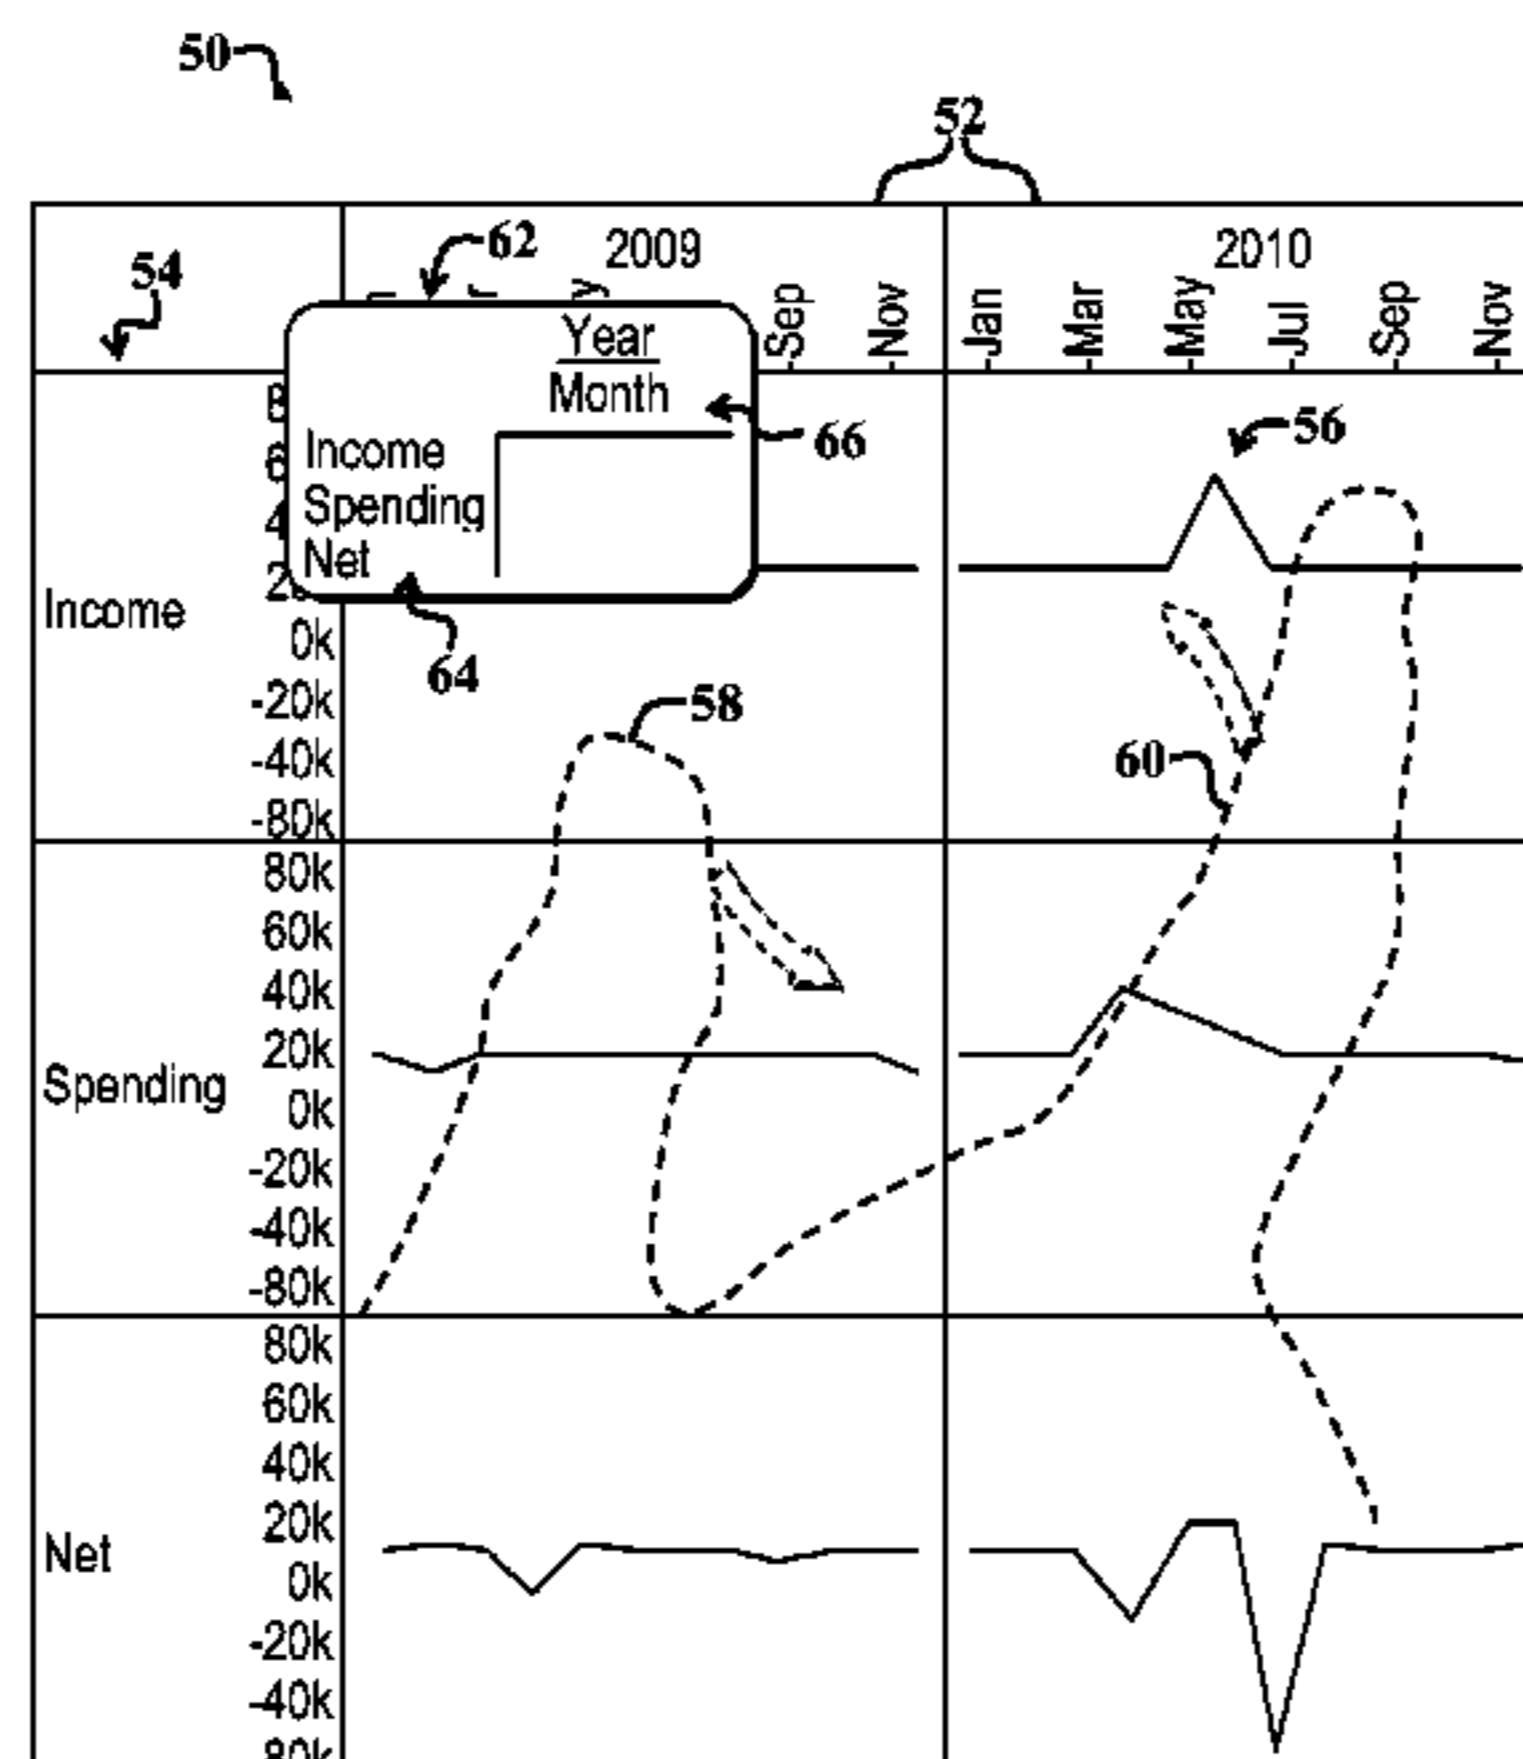 50
52
62 2009 2010
54
Sep Nov Jan Mar May Jul Sep Nov
Year
Month
66
56
Income
Spending
Net
64
Income
0k
-20k
58
-40k
60
-80k
80k
60k
40k
20k
Spending
0k
-20k
-40k
-80k
80k
60k
40k
20k
Net
0k
-20k
-40k